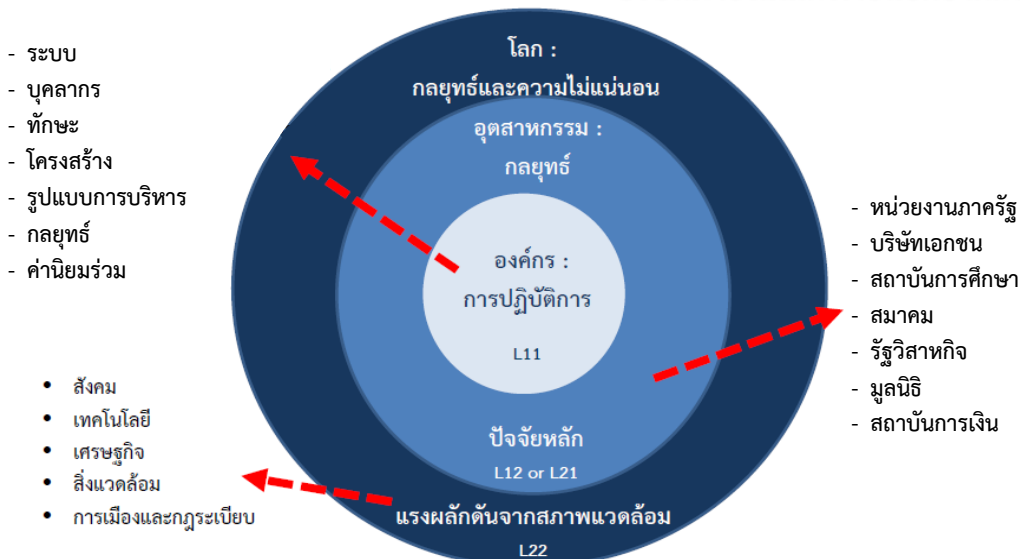 - ระบบ
- บุคลากร
- ทักษะ
- โครงสร้าง
- รูปแบบการบริหาร
- กลยุทธ์
- ค่านิยมร่วม
โลก :
กลยุทธ์และความไม่แน่นอน
อุตสาหกรรม :
กลยุทธ์
องค์กร :
การปฏิบัติการ
L11
ปัจจัยหลัก
L12 or L21
แรงผลักดันจากสภาพแวดล้อม
L22
- หน่วยงานภาครัฐ
- บริษัทเอกชน
- สถาบันการศึกษา
- สมาคม
- รัฐวิสาหกิจ
- มูลนิธิ
- สถาบันการเงิน
• สังคม
• เทคโนโลยี
• เศรษฐกิจ
• สิ่งแวดล้อม
• การเมืองและกฎระเบียบ